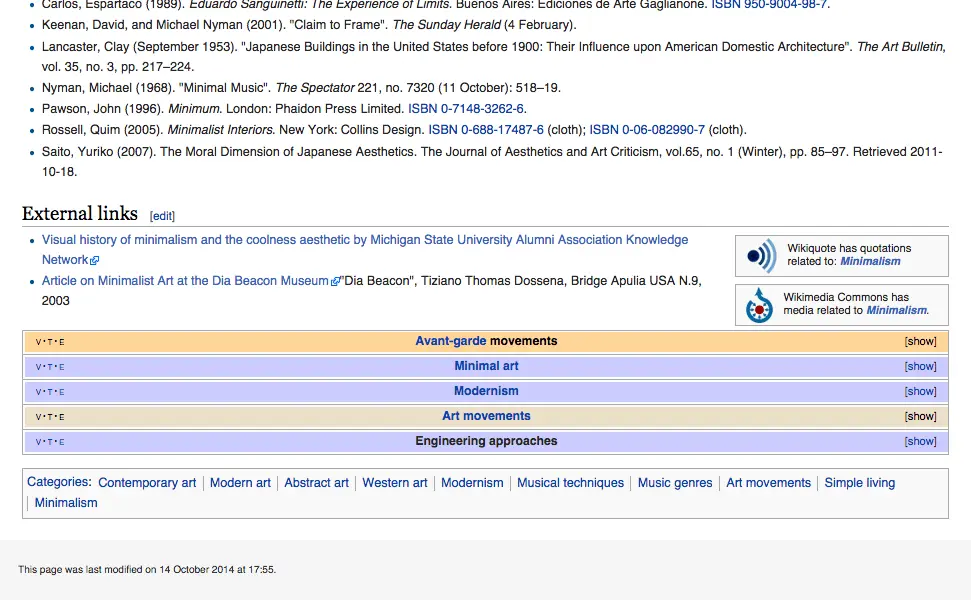 Carlos, Espartaco (1989). Eduardo Sanguinetti: The Experience of Limits. Buenos Aires: Ediciones de Arte Gaglianone. ISBN 950-9004-98-7.
Keenan, David, and Michael Nyman (2001). "Claim to Frame". The Sunday Herald (4 February).
Lancaster, Clay (September 1953). "Japanese Buildings in the United States before 1900: Their Influence upon American Domestic Architecture". The Art Bulletin,
vol. 35, no. 3, pp. 217–224.
Nyman, Michael (1968). "Minimal Music". The Spectator 221, no. 7320 (11 October): 518–19.
Pawson, John (1996). Minimum. London: Phaidon Press Limited. ISBN 0-7148-3262-6.
Rossell, Quim (2005). Minimalist Interiors. New York: Collins Design. ISBN 0-688-17487-6 (cloth); ISBN 0-06-082990-7 (cloth).
Saito, Yuriko (2007). The Moral Dimension of Japanese Aesthetics. The Journal of Aesthetics and Art Criticism, vol.65, no. 1 (Winter), pp. 85–97. Retrieved 2011-
10-18.
External links [edit]
Visual history of minimalism and the coolness aesthetic by Michigan State University Alumni Association Knowledge
Network
Article on Minimalist Art at the Dia Beacon Museum "Dia Beacon", Tiziano Thomas Dossena, Bridge Apulia USA N.9,
2003
Wikiquote has quotations
related to: Minimalism
Wikimedia Commons has
media related to Minimalism.
V·T·E Avant-garde movements [show]
V·T·E Minimal art [show]
V·T·E Modernism [show]
V·T·E Art movements [show]
V·T·E Engineering approaches [show]
Categories: Contemporary art | Modern art | Abstract art | Western art | Modernism | Musical techniques | Music genres | Art movements | Simple living
| Minimalism
This page was last modified on 14 October 2014 at 17:55.